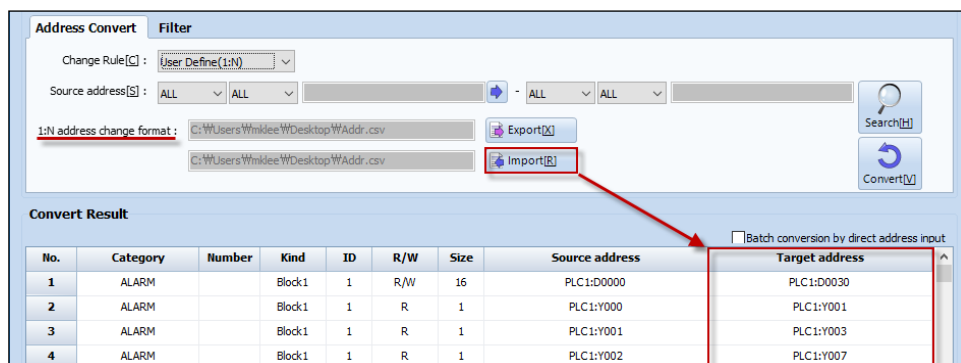 Address Convert Filter
Change Rule[C] : User Define(1:N)
Source address[S] : ALL ALL - ALL ALL
Search[H]
1:N address change format : C:₩Users₩mklee₩Desktop₩Addr.csv Export[X]
C:₩Users₩mklee₩Desktop₩Addr.csv Import[R]
Convert[V]
Convert Result
Batch conversion by direct address input
No. Category Number Kind ID R/W Size Source address Target address
1 ALARM Block1 1 R/W 16 PLC1:D0000 PLC1:D0030
2 ALARM Block1 1 R 1 PLC1:Y000 PLC1:Y001
3 ALARM Block1 1 R 1 PLC1:Y001 PLC1:Y003
4 ALARM Block1 1 R 1 PLC1:Y002 PLC1:Y007